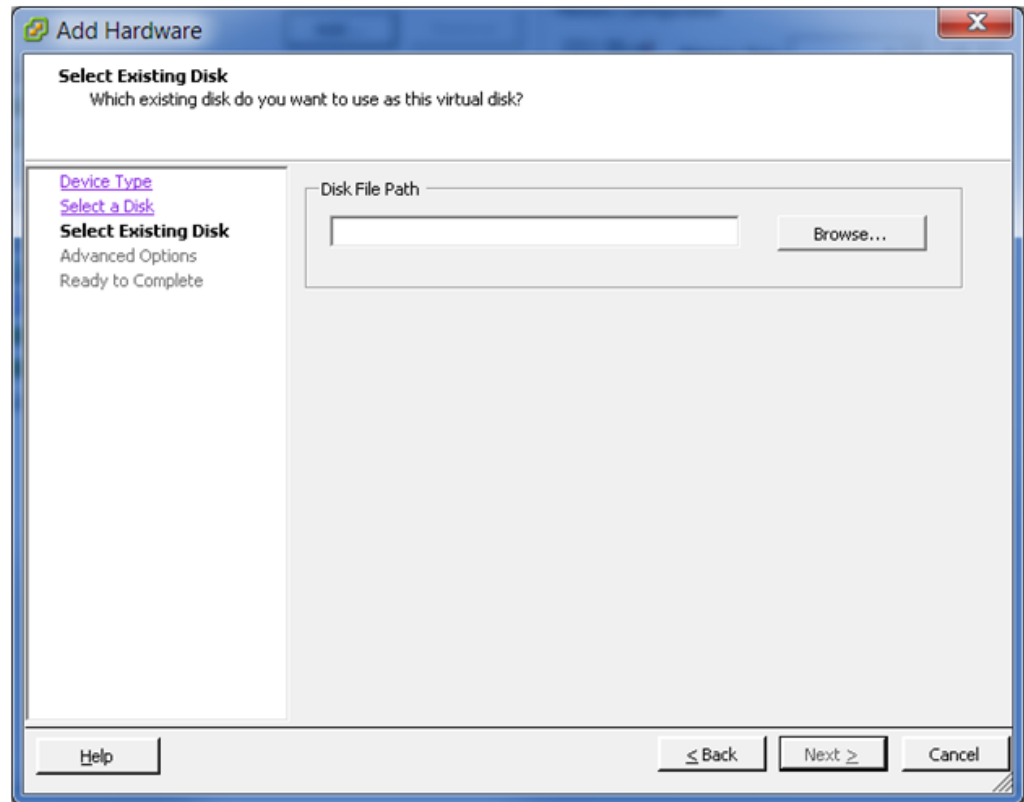 Add Hardware
Select Existing Disk
Which existing disk do you want to use as this virtual disk?
Device Type
Select a Disk
Select Existing Disk
Advanced Options
Ready to Complete
Disk File Path
Browse...
Help
< Back
Next >
Cancel